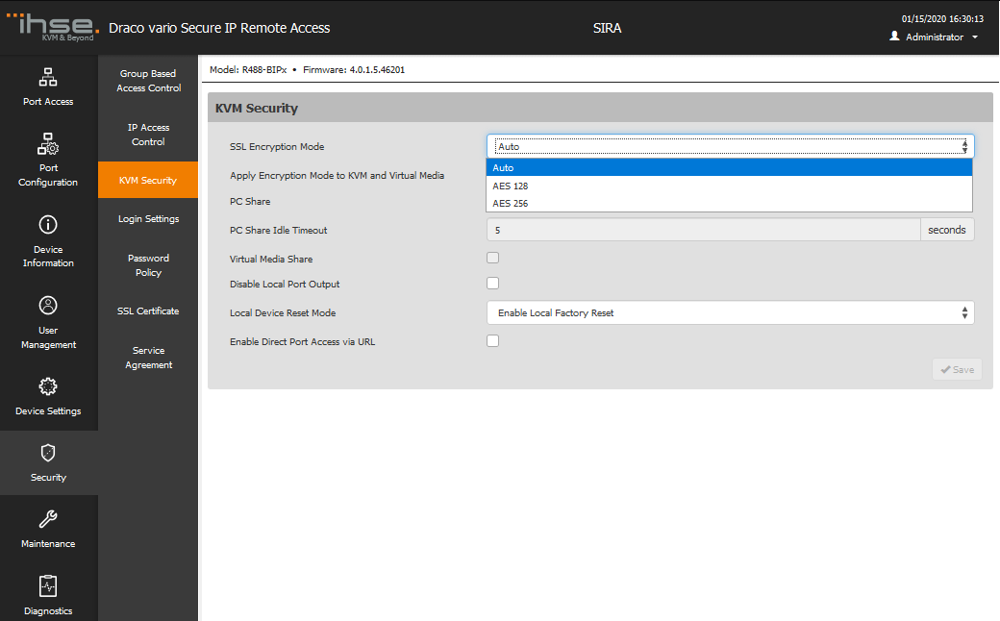 ihse.
KVM & Beyond
Draco vario Secure IP Remote Access
SIRA
01/15/2020 16:30:13
Administrator
Port Access
Port
Configuration
Device
Information
User
Management
Device Settings
Security
Maintenance
Diagnostics
Group Based
Access Control
IP Access
Control
KVM Security
Login Settings
Password
Policy
SSL Certificate
Service
Agreement
Model: R488-BIPx • Firmware: 4.0.1.5.46201
KVM Security
SSL Encryption Mode
Auto
Auto
AES 128
AES 256
Apply Encryption Mode to KVM and Virtual Media
PC Share
PC Share Idle Timeout
5 seconds
Virtual Media Share
Disable Local Port Output
Local Device Reset Mode
Enable Local Factory Reset
Enable Direct Port Access via URL
Save